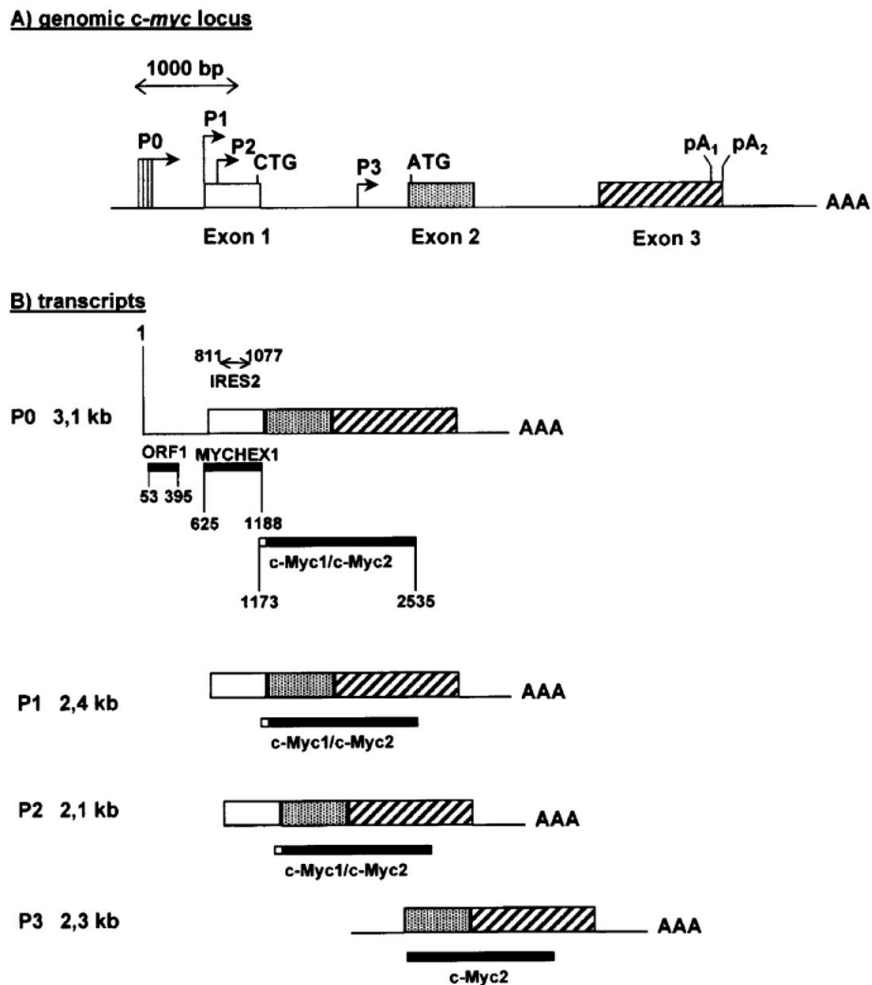 A) genomic c-myc locus
1000 bp
P0 P1 P2 CTG P3 ATG pA1 pA2
AAA
Exon 1 Exon 2 Exon 3
B) transcripts
1
811 1077
IRES2
P0 3,1 kb AAA
ORF1 MYCHEX1
53 395
625 1188
c-Myc1/c-Myc2
1173 2535
P1 2,4 kb AAA
c-Myc1/c-Myc2
P2 2,1 kb AAA
c-Myc1/c-Myc2
P3 2,3 kb AAA
c-Myc2